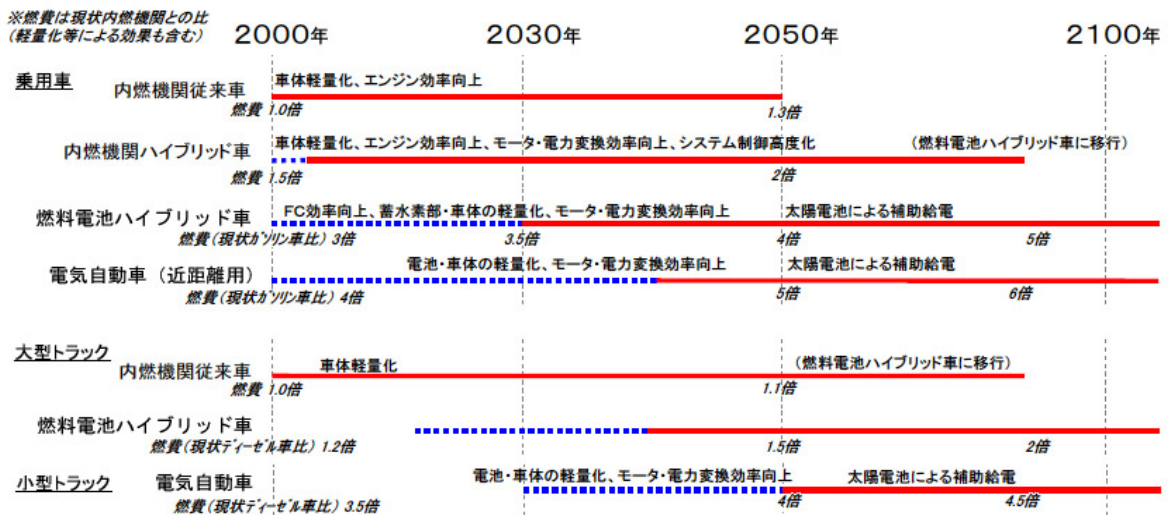 ※燃費は現状内燃機関との比
(軽量化等による効果も含む)
2000年 2030年 2050年 2100年
乗用車
車体軽量化、エンジン効率向上
内燃機関従来車
燃費 1.0倍 1.3倍
車体軽量化、エンジン効率向上、モータ・電力変換効率向上、システム制御高度化 (燃料電池ハイブリッド車に移行)
内燃機関ハイブリッド車
燃費 1.5倍 2倍
FC効率向上、蓄水素部・車体の軽量化、モータ・電力変換効率向上 太陽電池による補助給電
燃料電池ハイブリッド車
燃費(現状ガソリン車比) 3倍 3.5倍 4倍 5倍
電池・車体の軽量化、モータ・電力変換効率向上 太陽電池による補助給電
電気自動車(近距離用)
燃費(現状ガソリン車比) 4倍 5倍 6倍
大型トラック
車体軽量化 (燃料電池ハイブリッド車に移行)
内燃機関従来車
燃費 1.0倍 1.1倍
燃料電池ハイブリッド車
燃費(現状ディーゼル車比) 1.2倍 1.5倍 2倍
電池・車体の軽量化、モータ・電力変換効率向上 太陽電池による補助給電
小型トラック 電気自動車
燃費(現状ディーゼル車比) 3.5倍 4倍 4.5倍